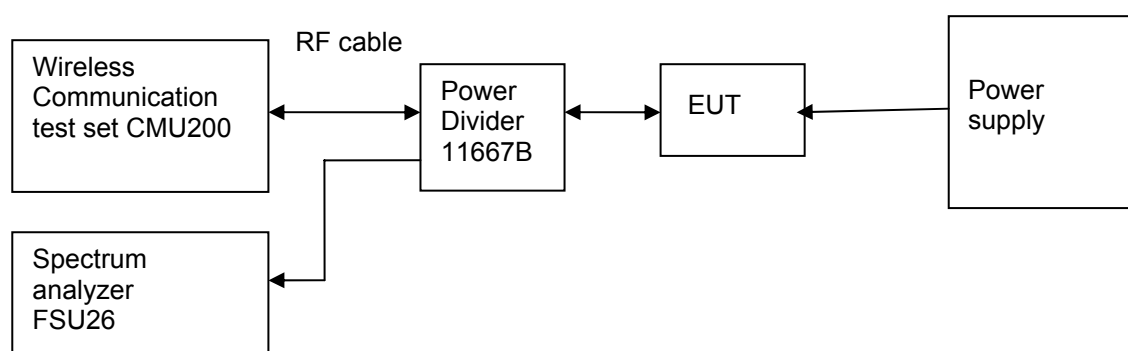 RF cable
Wireless
Communication
test set CMU200
Power
Divider
11667B
EUT
Power
supply
Spectrum
analyzer
FSU26